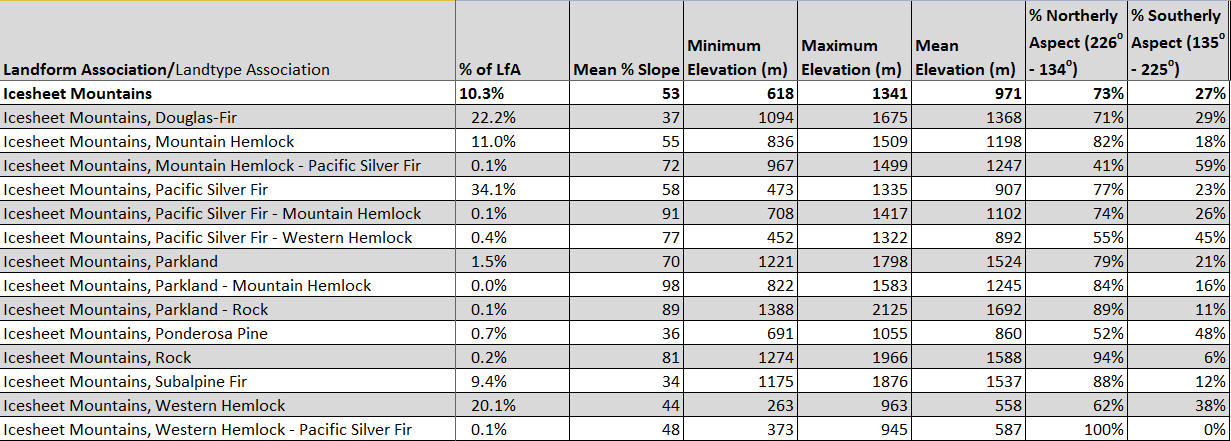 Landform Association/Landtype Association | % of LfA | Mean % Slope | Minimum Elevation (m) | Maximum Elevation (m) | Mean Elevation (m) | % Northerly Aspect (226° - 134°) | % Southerly Aspect (135° - 225°)
Icesheet Mountains | 10.3% | 53 | 618 | 1341 | 971 | 73% | 27%
Icesheet Mountains, Douglas-Fir | 22.2% | 37 | 1094 | 1675 | 1368 | 71% | 29%
Icesheet Mountains, Mountain Hemlock | 11.0% | 55 | 836 | 1509 | 1198 | 82% | 18%
Icesheet Mountains, Mountain Hemlock - Pacific Silver Fir | 0.1% | 72 | 967 | 1499 | 1247 | 41% | 59%
Icesheet Mountains, Pacific Silver Fir | 34.1% | 58 | 473 | 1335 | 907 | 77% | 23%
Icesheet Mountains, Pacific Silver Fir - Mountain Hemlock | 0.1% | 91 | 708 | 1417 | 1102 | 74% | 26%
Icesheet Mountains, Pacific Silver Fir - Western Hemlock | 0.4% | 77 | 452 | 1322 | 892 | 55% | 45%
Icesheet Mountains, Parkland | 1.5% | 70 | 1221 | 1798 | 1524 | 79% | 21%
Icesheet Mountains, Parkland - Mountain Hemlock | 0.0% | 98 | 822 | 1583 | 1245 | 84% | 16%
Icesheet Mountains, Parkland - Rock | 0.1% | 89 | 1388 | 2125 | 1692 | 89% | 11%
Icesheet Mountains, Ponderosa Pine | 0.7% | 36 | 691 | 1055 | 860 | 52% | 48%
Icesheet Mountains, Rock | 0.2% | 81 | 1274 | 1966 | 1588 | 94% | 6%
Icesheet Mountains, Subalpine Fir | 9.4% | 34 | 1175 | 1876 | 1537 | 88% | 12%
Icesheet Mountains, Western Hemlock | 20.1% | 44 | 263 | 963 | 558 | 62% | 38%
Icesheet Mountains, Western Hemlock - Pacific Silver Fir | 0.1% | 48 | 373 | 945 | 587 | 100% | 0%